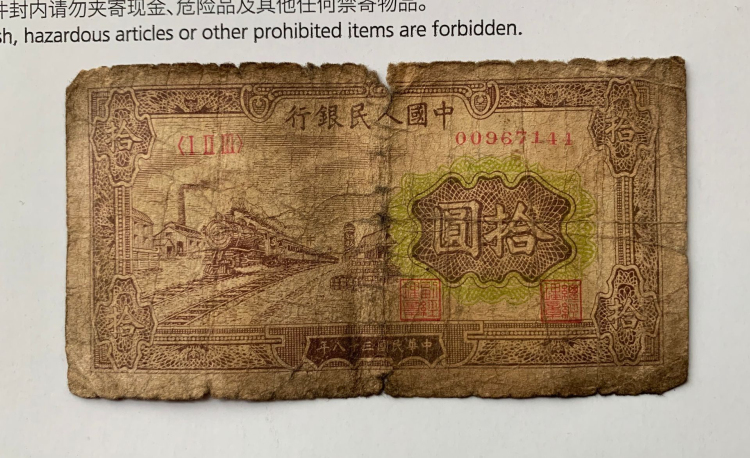 件封内请勿夹寄现金、危险品及其他任何禁寄物品。
sh, hazardous articles or other prohibited items are forbidden.
行銀民人國中
〈I II III〉
00967141
拾
拾
圓拾
拾
拾
年八十三國民華中